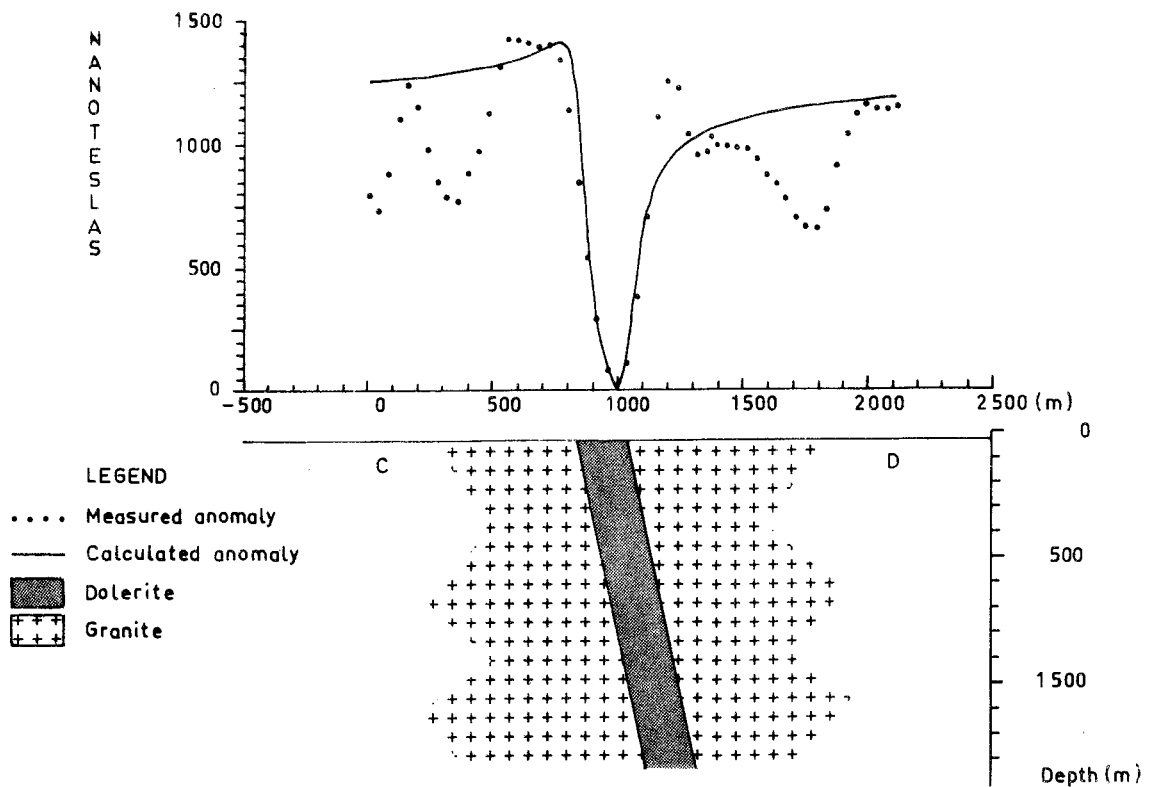 NANOTESLAS
1500
1000
500
0
-500 0 500 1000 1500 2000 2500 (m)
C D
0
500
1500
Depth (m)
LEGEND
Measured anomaly
Calculated anomaly
Dolerite
Granite